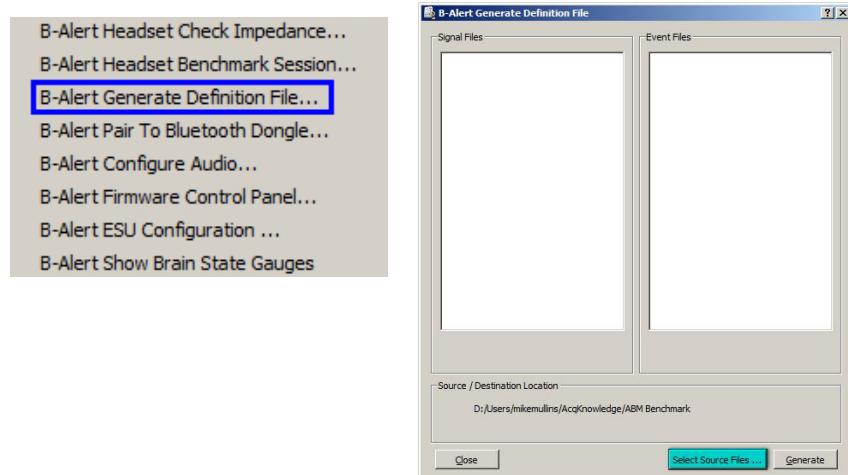 B-Alert Headset Check Impedance...
B-Alert Headset Benchmark Session...
B-Alert Generate Definition File...
B-Alert Pair To Bluetooth Dongle...
B-Alert Configure Audio...
B-Alert Firmware Control Panel...
B-Alert ESU Configuration ...
B-Alert Show Brain State Gauges
B-Alert Generate Definition File
Signal Files
Event Files
Source / Destination Location
D:/Users/mikemullins/AcqKnowledge/ABM Benchmark
Close
Select Source Files ...
Generate